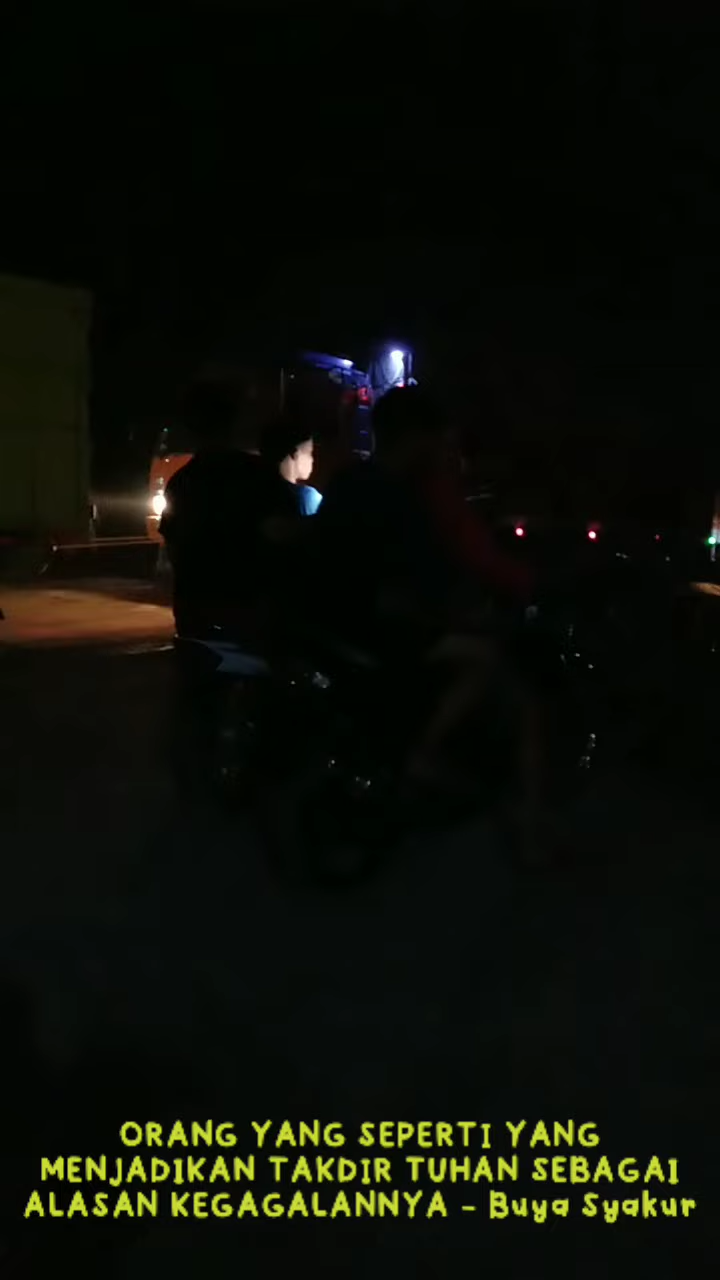 ORANG YANG SEPERTI YANG
MENJADIKAN TAKDIR TUHAN SEBAGAI
ALASAN KEGAGALANNYA - Buya Syakur